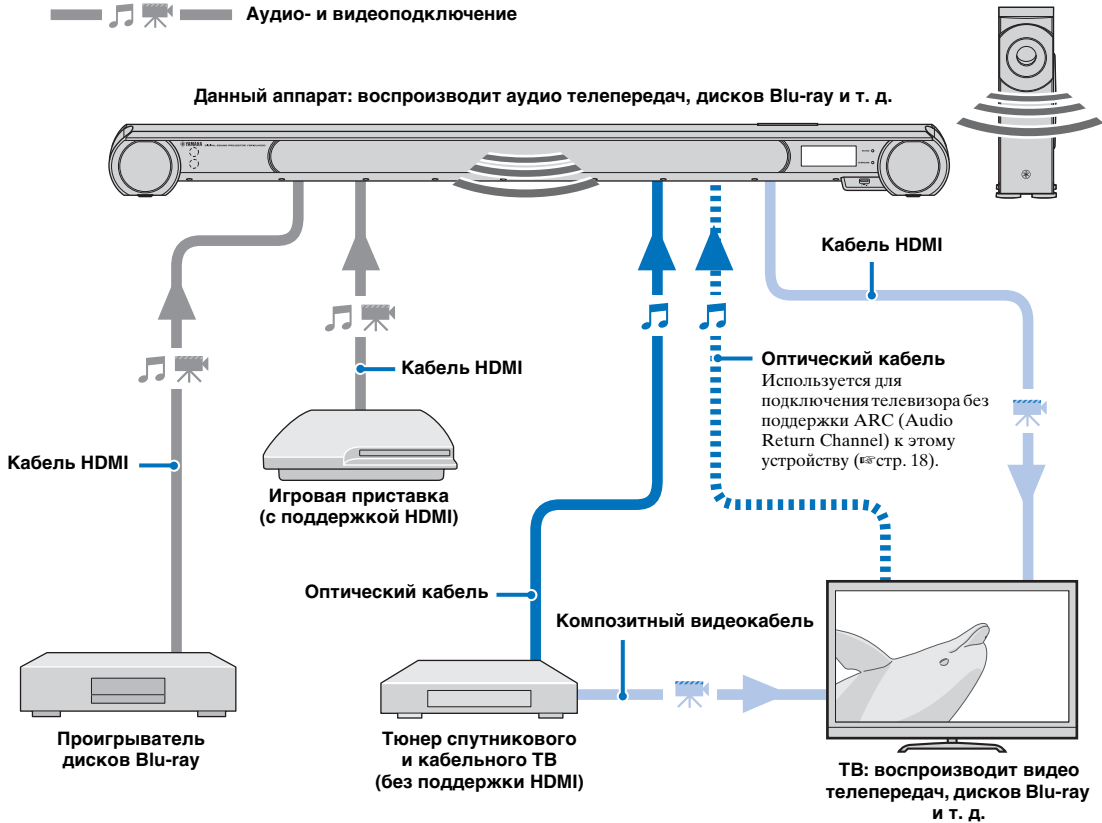 Аудио- и видеоподключение
Данный аппарат: воспроизводит аудио телепередач, дисков Blu-ray и т. д.
YAMAHA
Кабель HDMI
Оптический кабель
Используется для
подключения телевизора без
поддержки ARC (Audio
Return Channel) к этому
устройству (☞стр. 18).
Кабель HDMI
Кабель HDMI
Игровая приставка
(с поддержкой HDMI)
Оптический кабель
Композитный видеокабель
Проигрыватель
дисков Blu-ray
Тюнер спутникового
и кабельного ТВ
(без поддержки HDMI)
ТВ: воспроизводит видео
телепередач, дисков Blu-ray
и т. д.